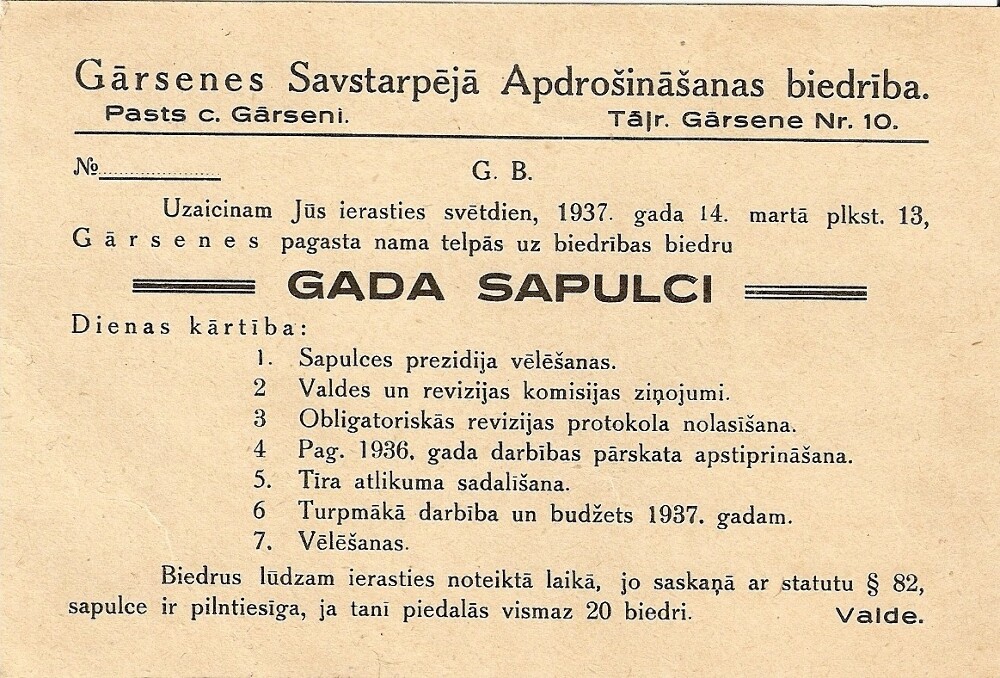 Gārsenes Savstarpējā Apdrošināšanas biedrība.
Pasts c. Gārseni. Tāļr. Gārsene Nr. 10.
№
G. B.
Uzaicinam Jūs ierasties svētdien, 1937. gada 14. martā plkst. 13,
Gārsenes pagasta nama telpās uz biedrības biedru
GADA SAPULCI
Dienas kārtība:
1. Sapulces prezidija vēlēšanas.
2 Valdes un revizijas komisijas ziņojumi.
3 Obligatoriskās revizijas protokola nolasīšana.
4 Pag. 1936. gada darbības pārskata apstiprināšana.
5. Tīra atlikuma sadalīšana.
6 Turpmākā darbība un budžets 1937. gadam.
7. Vēlēšanas.
Biedrus lūdzam ierasties noteiktā laikā, jo saskaņā ar statutu § 82,
sapulce ir pilntiesīga, ja tanī piedalās vismaz 20 biedri. Valde.